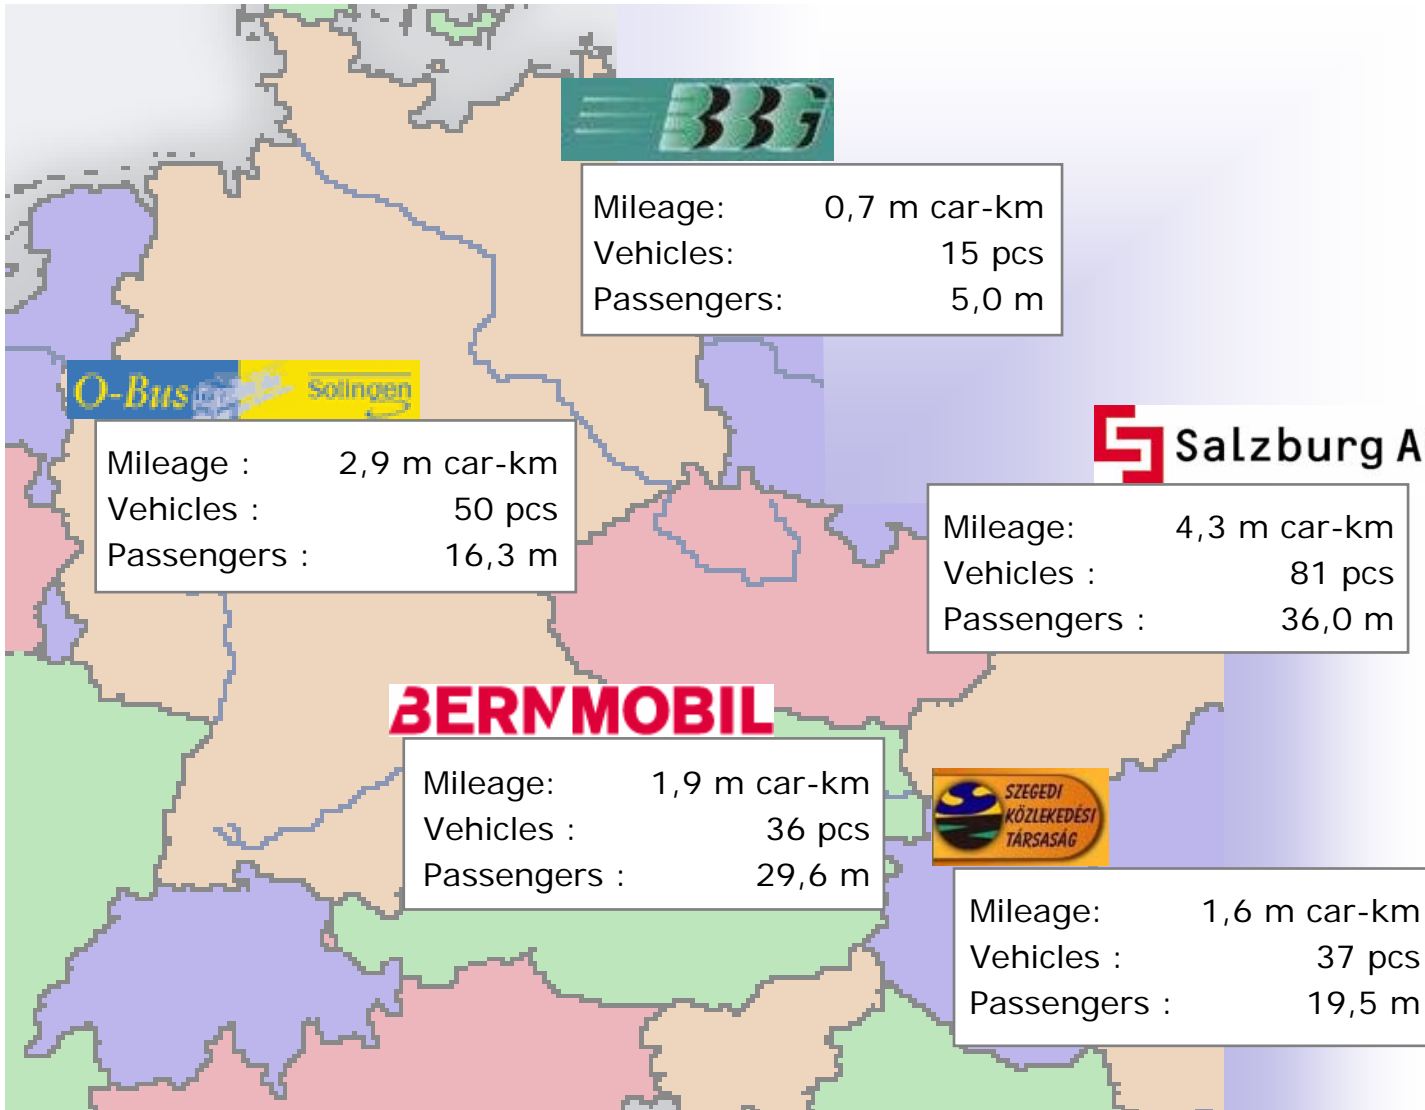 BBG
Mileage: 0,7 m car-km
Vehicles: 15 pcs
Passengers: 5,0 m
O-Bus Solingen
Mileage : 2,9 m car-km
Vehicles : 50 pcs
Passengers : 16,3 m
Salzburg A
Mileage: 4,3 m car-km
Vehicles : 81 pcs
Passengers : 36,0 m
BERNMOBIL
Mileage: 1,9 m car-km
Vehicles : 36 pcs
Passengers : 29,6 m
SZEGEDI
KÖZLEKEDÉSI
TÁRSASÁG
Mileage: 1,6 m car-km
Vehicles : 37 pcs
Passengers : 19,5 m